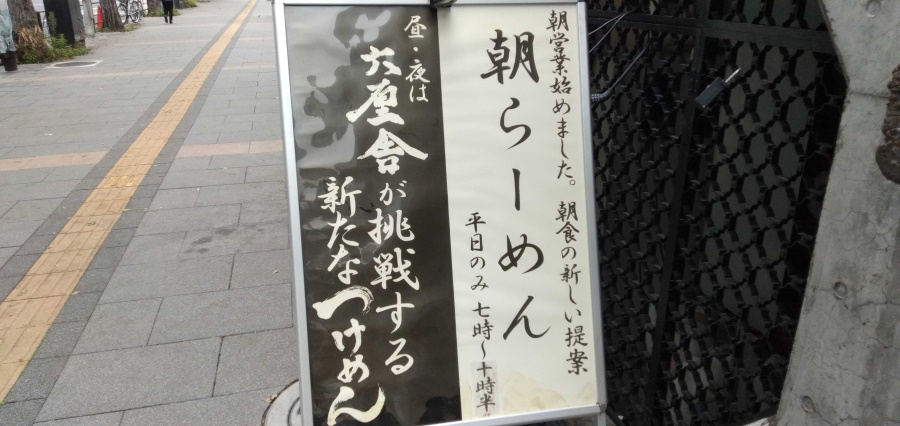 朝営業始めました。朝食の新しい提案
朝らーめん
平日のみ 七時～十時半
昼・夜は
六厘舎が挑戦する
新たなつけめん